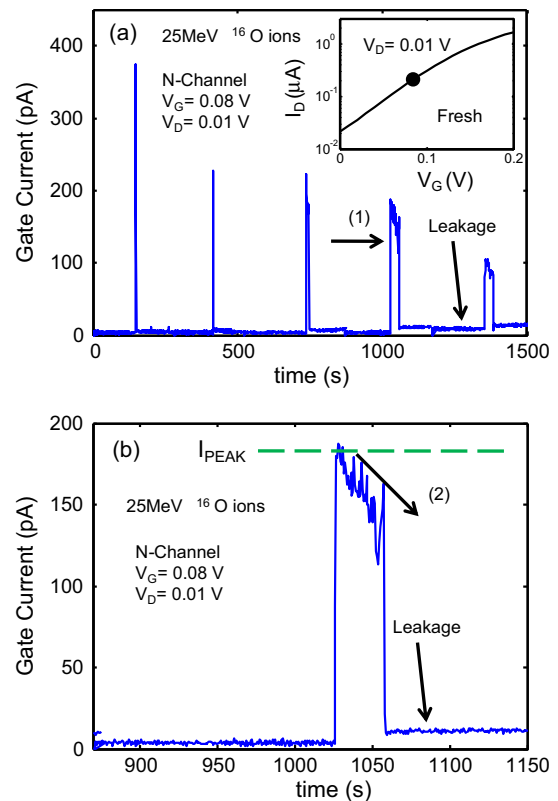 (a)
25MeV ¹⁶O ions
N-Channel
V_G= 0.08 V
V_D= 0.01 V
Gate Current (pA)
400
300
200
100
0
0 500 1000 1500
time (s)
(1)
Leakage
I_D(μA)
10⁰
10⁻¹
10⁻²
V_D= 0.01 V
Fresh
0 0.1 0.2
V_G (V)
(b)
I_PEAK
25MeV ¹⁶O ions
N-Channel
V_G= 0.08 V
V_D= 0.01 V
(2)
Leakage
Gate Current (pA)
200
150
100
50
0
900 950 1000 1050 1100 1150
time (s)